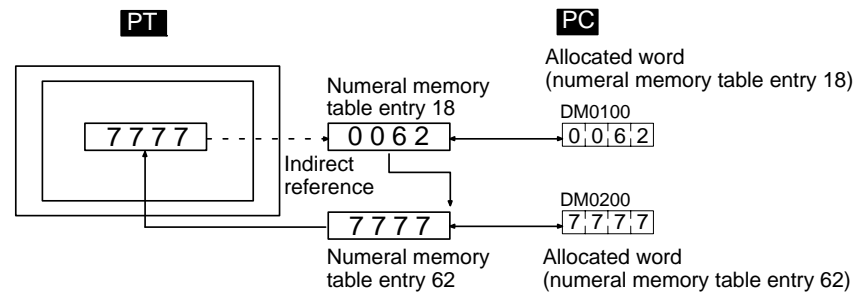 PT
PC
Allocated word
(numeral memory table entry 18)
Numeral memory
table entry 18
DM0100
7777
0062
0062
Indirect
reference
DM0200
7777
7777
Numeral memory
table entry 62
Allocated word
(numeral memory table entry 62)